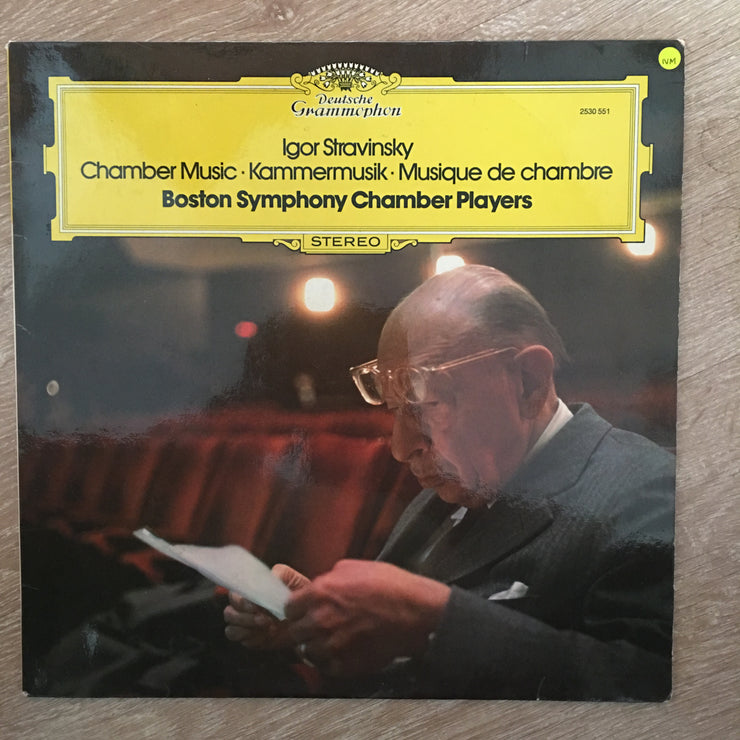 IVM
Deutsche
Grammophon
2530 551
Igor Stravinsky
Chamber Music · Kammermusik · Musique de chambre
Boston Symphony Chamber Players
STEREO